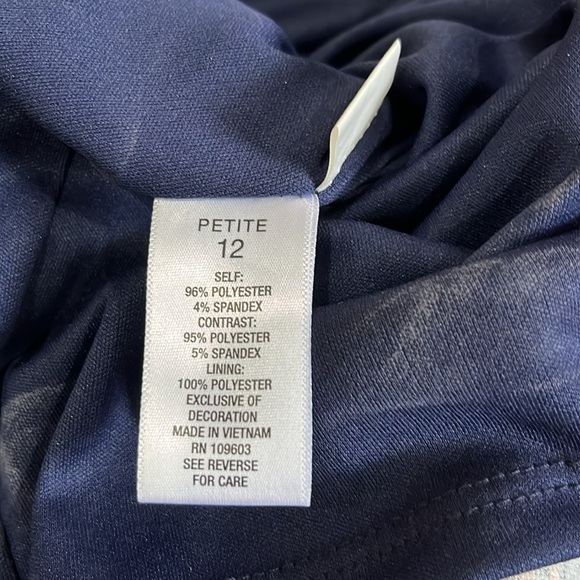 PETITE
12
SELF:
96% POLYESTER
4% SPANDEX
CONTRAST:
95% POLYESTER
5% SPANDEX
LINING:
100% POLYESTER
EXCLUSIVE OF
DECORATION
MADE IN VIETNAM
RN 109603
SEE REVERSE
FOR CARE